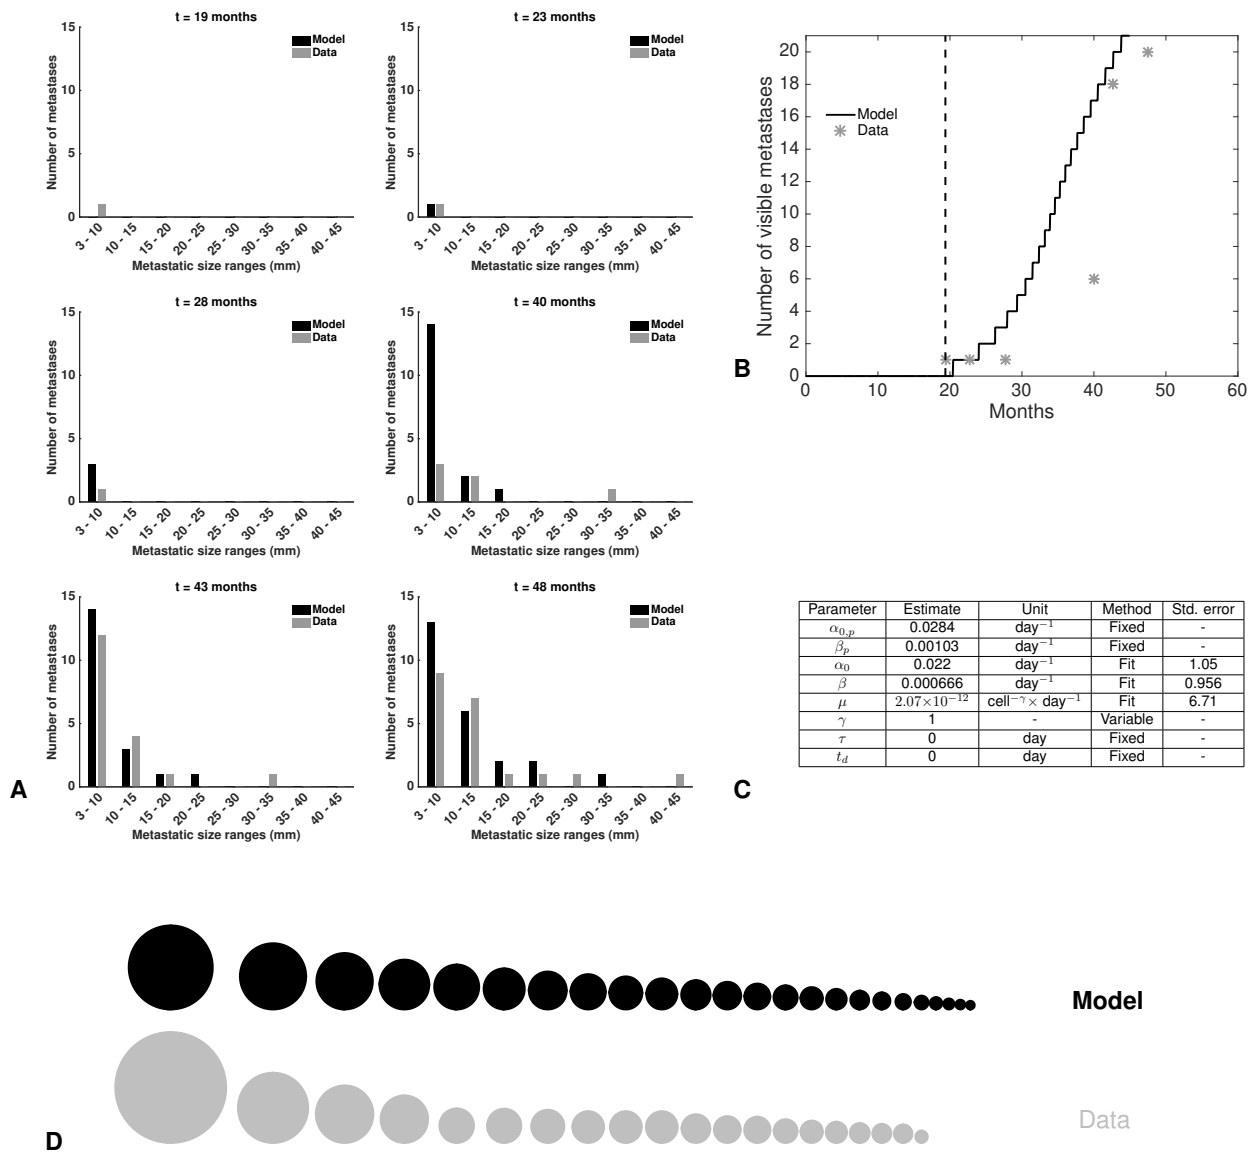 t = 19 months
15
10
5
0
Number of metastases
Model
Data
3 - 10
10 - 15
15 - 20
20 - 25
25 - 30
30 - 35
35 - 40
40 - 45
Metastatic size ranges (mm)
t = 23 months
15
10
5
0
Number of metastases
Model
Data
3 - 10
10 - 15
15 - 20
20 - 25
25 - 30
30 - 35
35 - 40
40 - 45
Metastatic size ranges (mm)
t = 28 months
15
10
5
0
Number of metastases
Model
Data
3 - 10
10 - 15
15 - 20
20 - 25
25 - 30
30 - 35
35 - 40
40 - 45
Metastatic size ranges (mm)
t = 40 months
15
10
5
0
Number of metastases
Model
Data
3 - 10
10 - 15
15 - 20
20 - 25
25 - 30
30 - 35
35 - 40
40 - 45
Metastatic size ranges (mm)
t = 43 months
15
10
5
0
Number of metastases
Model
Data
3 - 10
10 - 15
15 - 20
20 - 25
25 - 30
30 - 35
35 - 40
40 - 45
Metastatic size ranges (mm)
t = 48 months
15
10
5
0
Number of metastases
Model
Data
3 - 10
10 - 15
15 - 20
20 - 25
25 - 30
30 - 35
35 - 40
40 - 45
Metastatic size ranges (mm)
A
20
18
16
14
12
10
8
6
4
2
0
Number of visible metastases
Model
Data
0 10 20 30 40 50 60
Months
B
Parameter Estimate Unit Method Std. error
α₀,ₚ 0.0284 day⁻¹ Fixed -
βₚ 0.00103 day⁻¹ Fixed -
α₀ 0.022 day⁻¹ Fit 1.05
β 0.000666 day⁻¹ Fit 0.956
μ 2.07×10⁻¹² cell⁻ᵞ× day⁻¹ Fit 6.71
γ 1 - Variable -
τ 0 day Fixed -
t_d 0 day Fixed -
C
Model
Data
D